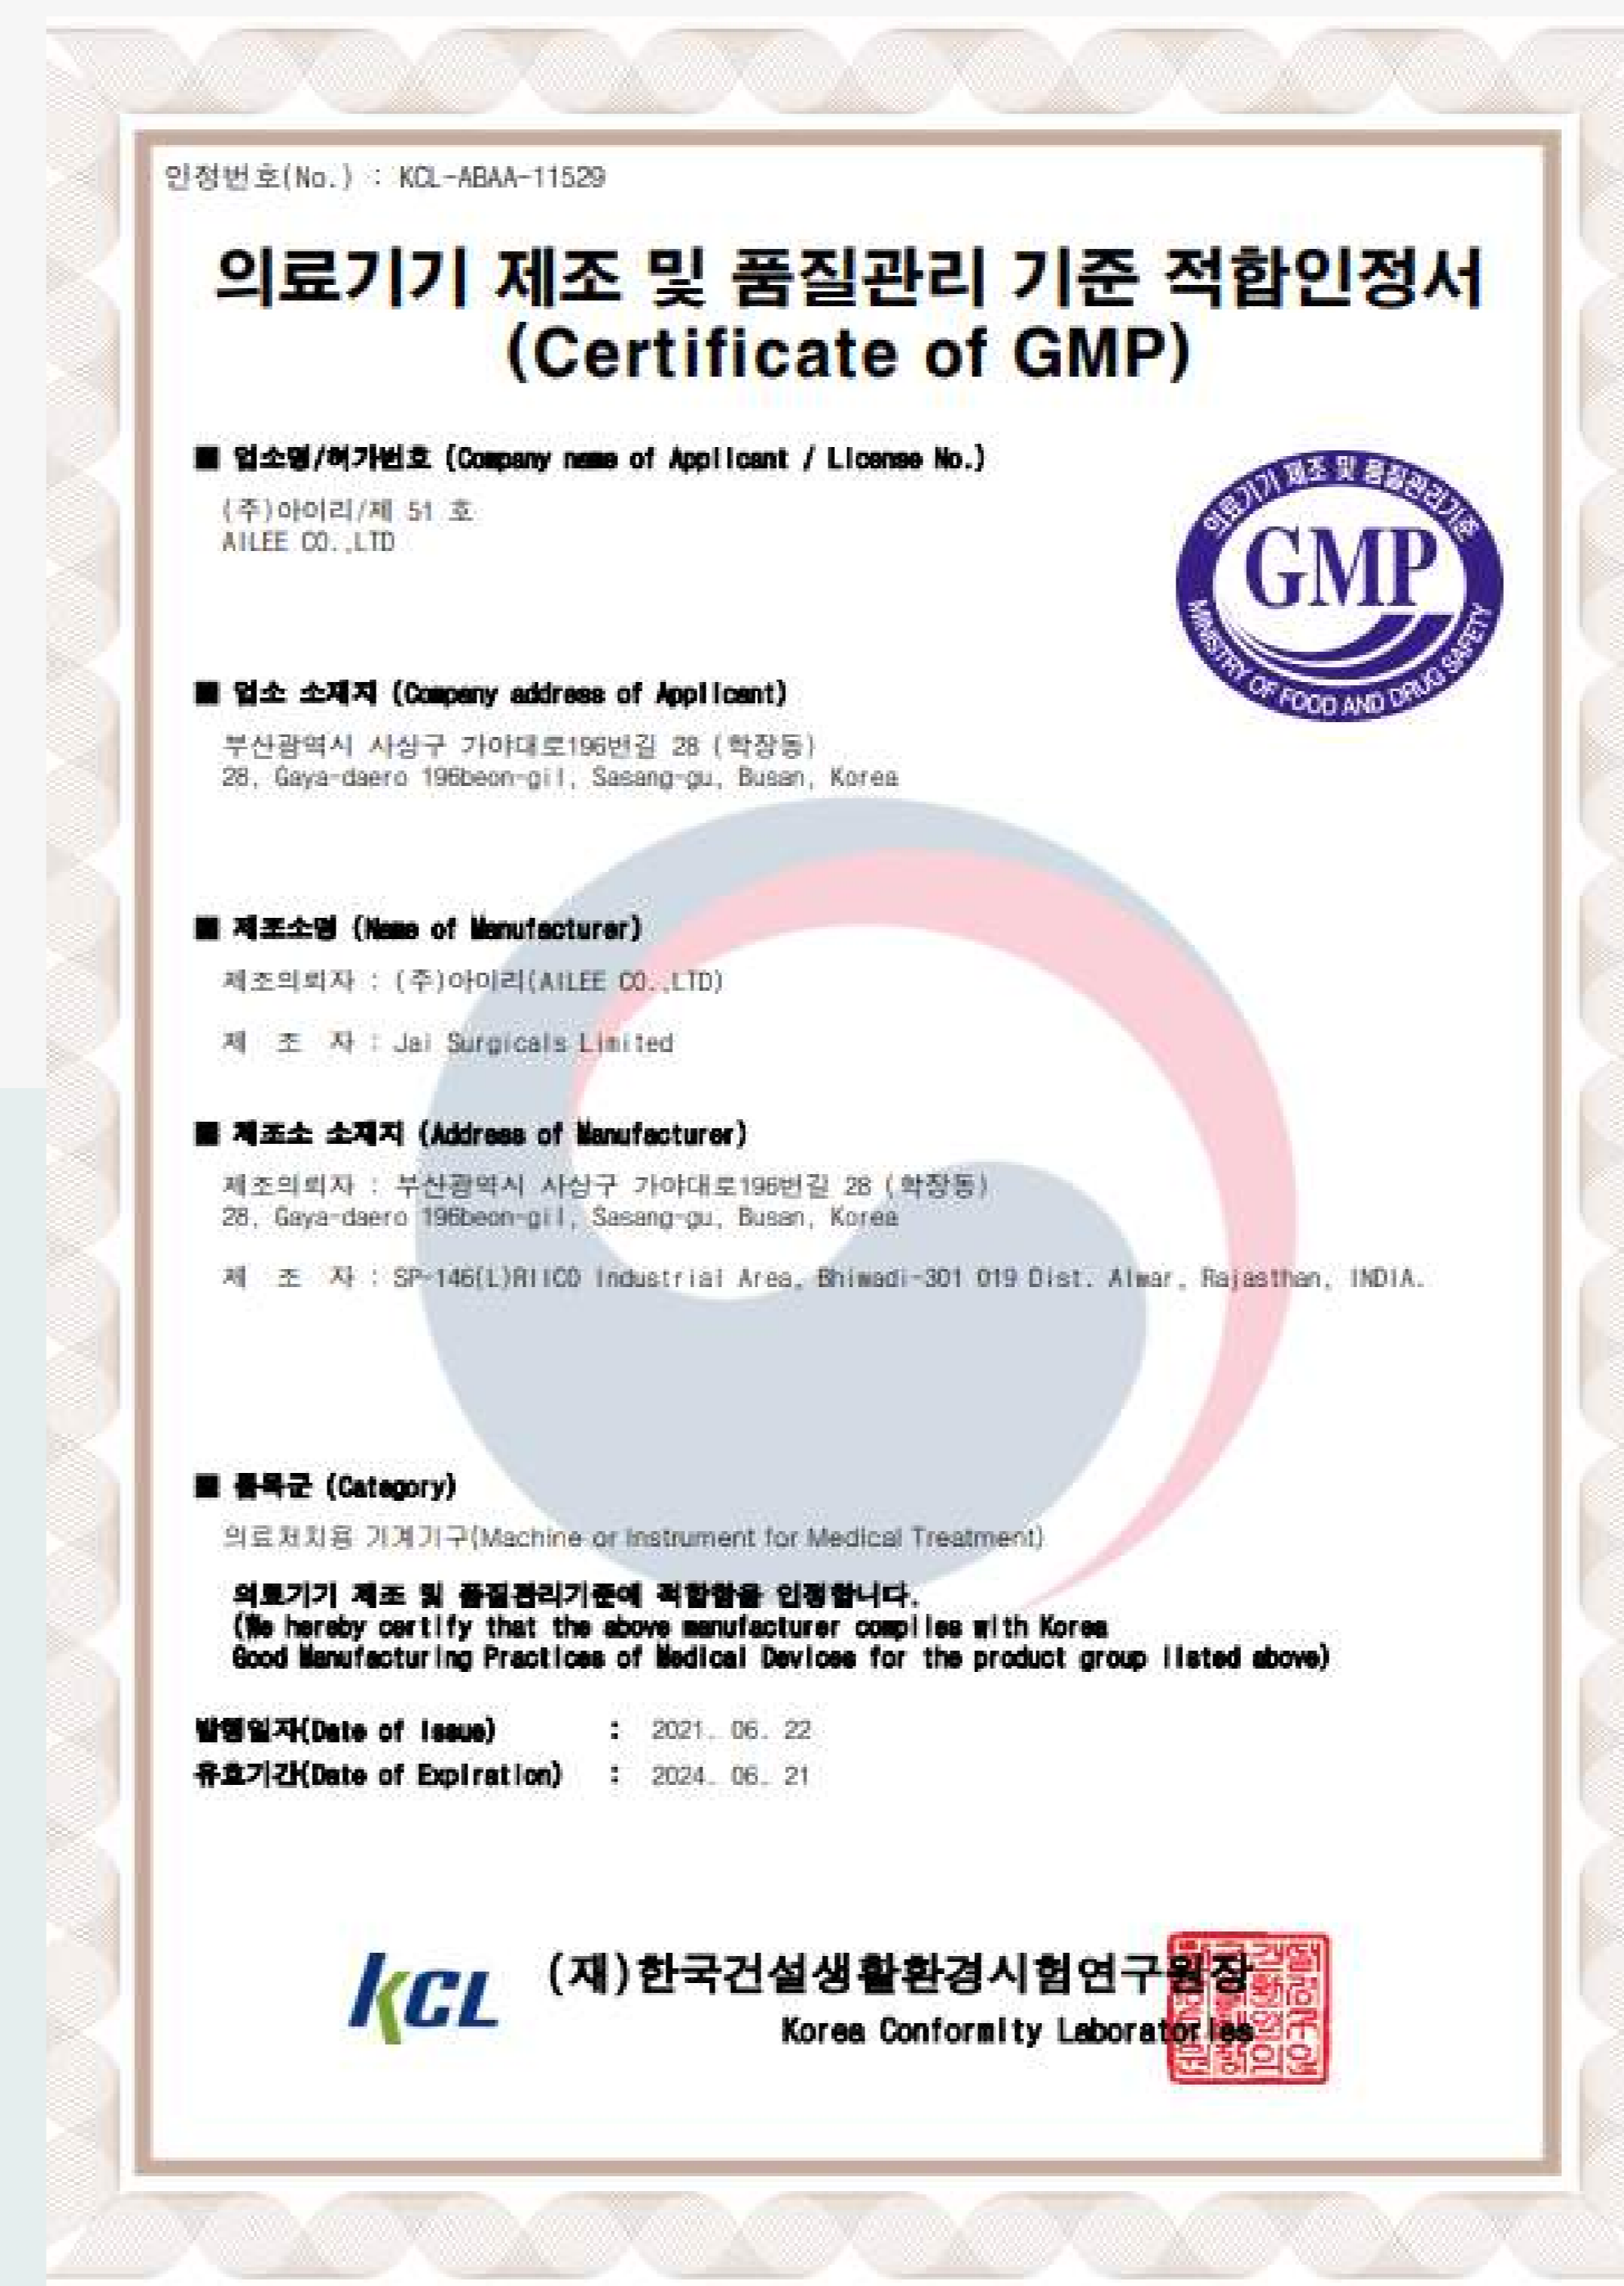 인정번호(No.) : KCL-ABAA-11529
의료기기 제조 및 품질관리 기준 적합인정서
(Certificate of GMP)
■ 업소명/허가번호 (Company name of Applicant / License No.)
(주)아이리/제 51 호
AILEE CO.,LTD
의료기기 제조 및 품질관리기준
GMP
MINISTRY OF FOOD AND DRUG SAFETY
■ 업소 소재지 (Company address of Applicant)
부산광역시 사상구 가야대로196번길 28 (학장동)
28, Gaya-daero 196beon-gil, Sasang-gu, Busan, Korea
■ 제조소명 (Name of Manufacturer)
제조의뢰자 : (주)아이리(AILEE CO.,LTD)
제 조 자 : Jai Surgicals Limited
■ 제조소 소재지 (Address of Manufacturer)
제조의뢰자 : 부산광역시 사상구 가야대로196번길 28 (학장동)
28, Gaya-daero 196beon-gil, Sasang-gu, Busan, Korea
제 조 자 : SP-146(L)RIICO Industrial Area, Bhiwadi-301 019 Dist. Alwar, Rajasthan, INDIA.
■ 품목군 (Category)
의료처치용 기계기구(Machine or Instrument for Medical Treatment)
의료기기 제조 및 품질관리기준에 적합함을 인정합니다.
(We hereby certify that the above manufacturer complies with Korea
Good Manufacturing Practices of Medical Devices for the product group listed above)
발행일자(Date of Issue) : 2021. 06. 22
유효기간(Date of Expiration) : 2024. 06. 21
KCL (재)한국건설생활환경시험연구원장
Korea Conformity Laboratories